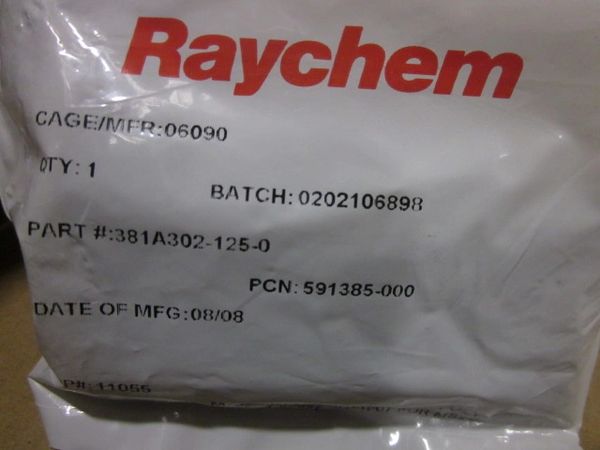 Raychem
CAGE/MFR:06090
QTY: 1
BATCH: 0202106898
PART #:381A302-125-0
PCN: 591385-000
DATE OF MFG:08/08
P#: 11055